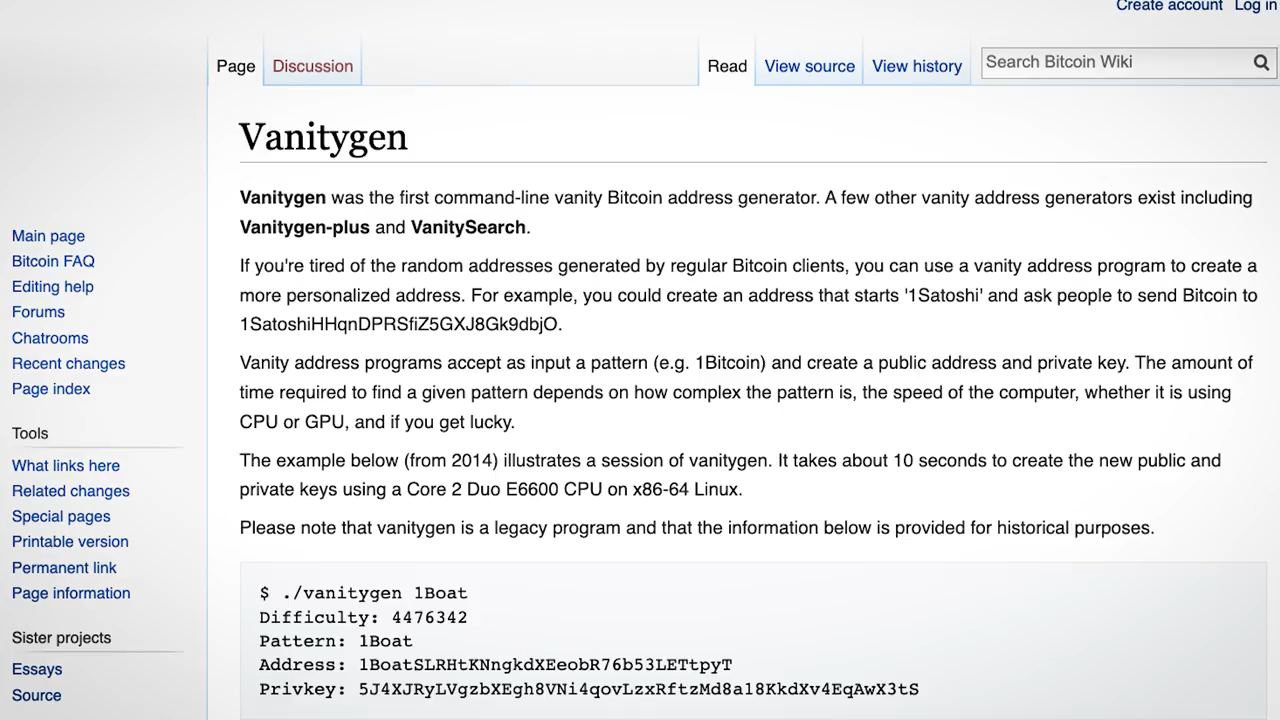 Create account Log in
Page Discussion Read View source View history Search Bitcoin Wiki
Vanitygen
Vanitygen was the first command-line vanity Bitcoin address generator. A few other vanity address generators exist including
Vanitygen-plus and VanitySearch.
If you're tired of the random addresses generated by regular Bitcoin clients, you can use a vanity address program to create a
more personalized address. For example, you could create an address that starts '1Satoshi' and ask people to send Bitcoin to
1SatoshiHHqnDPRSfiZ5GXJ8Gk9dbjO.
Vanity address programs accept as input a pattern (e.g. 1Bitcoin) and create a public address and private key. The amount of
time required to find a given pattern depends on how complex the pattern is, the speed of the computer, whether it is using
CPU or GPU, and if you get lucky.
The example below (from 2014) illustrates a session of vanitygen. It takes about 10 seconds to create the new public and
private keys using a Core 2 Duo E6600 CPU on x86-64 Linux.
Please note that vanitygen is a legacy program and that the information below is provided for historical purposes.
$ ./vanitygen 1Boat
Difficulty: 4476342
Pattern: 1Boat
Address: 1BoatSLRHtKNngkdXEeobR76b53LETtpyT
Privkey: 5J4XJRyLVgzbXEgh8VNi4qovLzxRftzMd8a18KkdXv4EqAwX3tS
Main page
Bitcoin FAQ
Editing help
Forums
Chatrooms
Recent changes
Page index
Tools
What links here
Related changes
Special pages
Printable version
Permanent link
Page information
Sister projects
Essays
Source